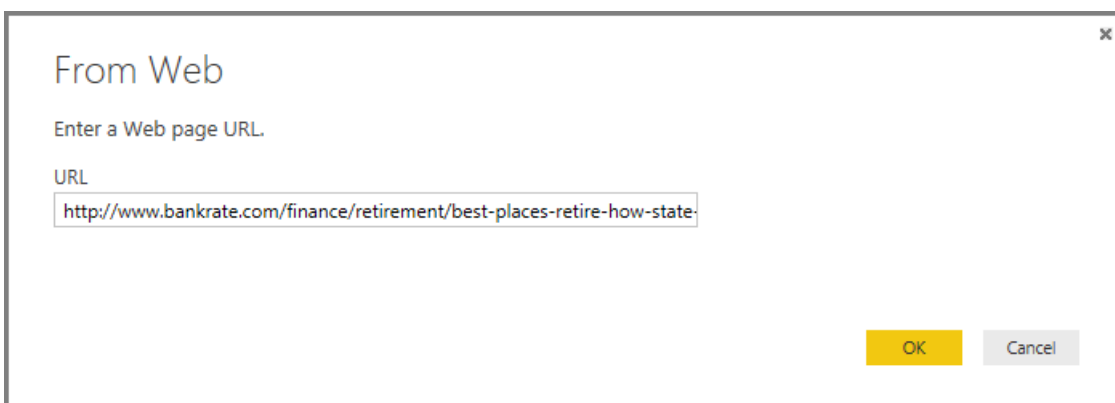 From Web
Enter a Web page URL.
URL
http://www.bankrate.com/finance/retirement/best-places-retire-how-state-
OK Cancel